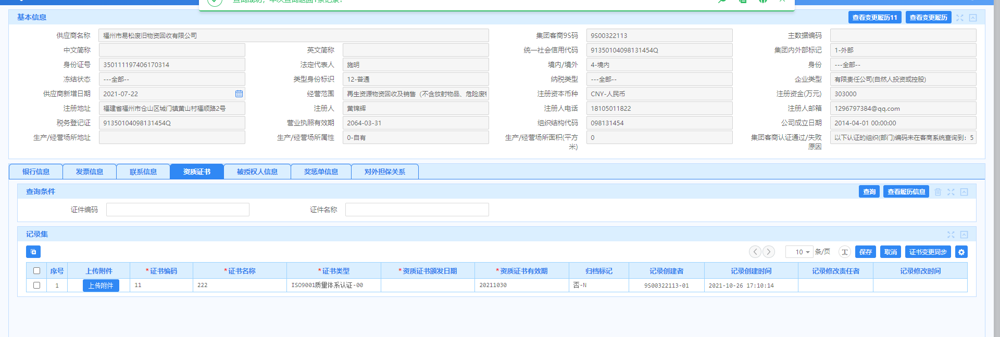 查询成功，本次查询返回1条记录!
基本信息 查看变更履历11 查看变更履历
供应商名称 福州市易松废旧物资回收有限公司 集团客商9S码 9S00322113 主数据编码
中文简称 英文简称 统一社会信用代码 91350104098131454Q 集团内外部标记 1-外部
身份证号 350111197406170314 法定代表人 施明 境内/境外 4-境内 身份 ---全部--
冻结状态 ---全部-- 类型身份标识 12-普通 纳税类型 ---全部-- 企业类型 有限责任公司(自然人投资或控股)
供应商新增日期 2021-07-22 经营范围 再生资源物资回收及销售（不含放射物品、危险废物 注册资本币种 CNY-人民币 注册资金(万元) 303000
注册地址 福建省福州市仓山区城门镇黄山村福顺路2号 注册人 黄锦辉 注册人电话 18105011822 注册人邮箱 1296797384@qq.com
税务登记证 91350104098131454Q 营业执照有效期 2064-03-31 组织结构代码 098131454 公司成立日期 2014-04-01 00:00:00
生产/经营场所地址 生产/经营场所属性 0-自有 生产/经营场所面积(平方 0 集团客商认证通过/失败 以下认证的组织(部门)编码未在客商系统查询到：5
米) 原因
银行信息 发票信息 联系信息 资质证书 被授权人信息 奖惩单信息 对外担保关系
查询条件 查询 查看履历信息
证件编码 证件名称
记录集
10 条/页 保存 取消 证书变更同步
序号 上传附件 *证书编码 *证书名称 *证书类型 *资质证书颁发日期 *资质证书有效期 归档标记 记录创建者 记录创建时间 记录修改责任者 记录修改时间
1 上传附件 11 222 ISO9001质量体系认证-00 20211030 否-N 9S00322113-01 2021-10-26 17:10:14